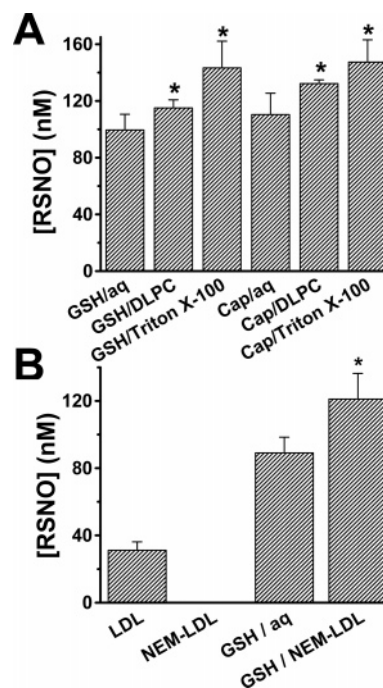 A
[RSNO] (nM)
160
120
80
40
0
* * * *
GSH/aq
GSH/DLPC
GSH/Triton X-100
Cap/aq
Cap/DLPC
Cap/Triton X-100
B
[RSNO] (nM)
120
80
40
0
*
LDL
NEM-LDL
GSH / aq
GSH / NEM-LDL